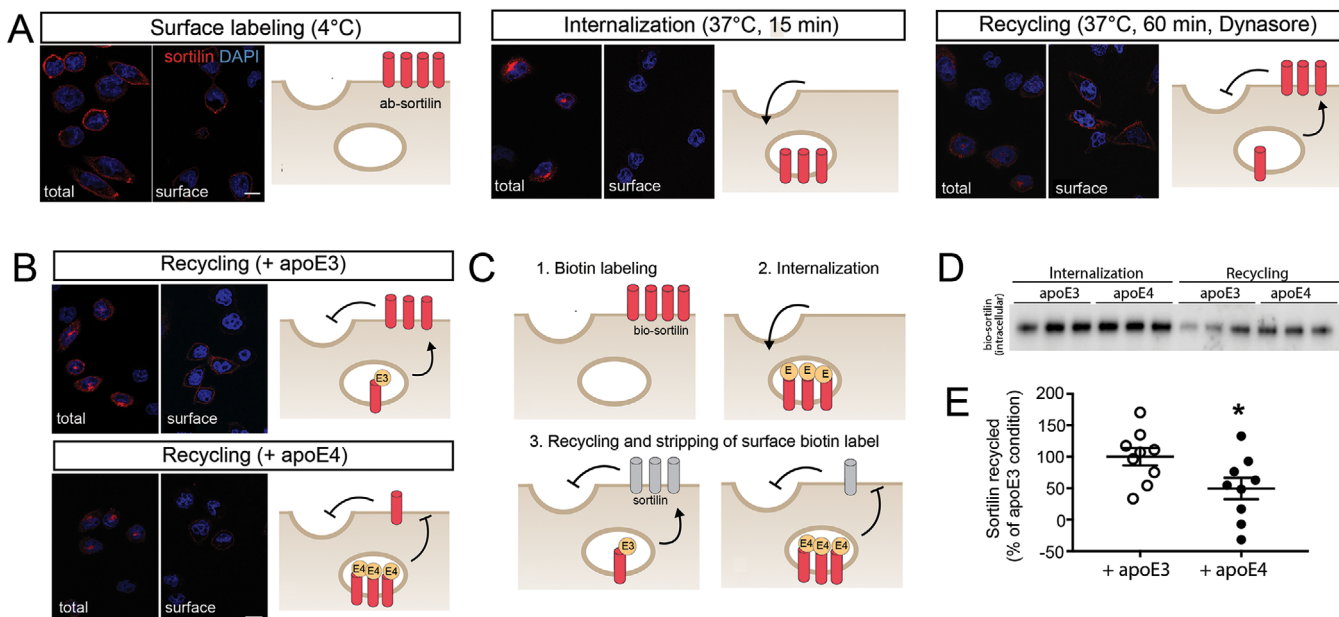 A
Surface labeling (4°C)
sortilin DAPI
total
surface
ab-sortilin
Internalization (37°C, 15 min)
total
surface
Recycling (37°C, 60 min, Dynasore)
total
surface
B
Recycling (+ apoE3)
total
surface
E3
Recycling (+ apoE4)
total
surface
E4 E4 E4
C
1. Biotin labeling
bio-sortilin
2. Internalization
E E E
3. Recycling and stripping of surface biotin label
sortilin
E3
E4 E4 E4
D
Internalization Recycling
apoE3 apoE4 apoE3 apoE4
bio-sortilin
(intracellular)
E
Sortilin recycled
(% of apoE3 condition)
200
150
100
50
0
-50
*
+ apoE3 + apoE4